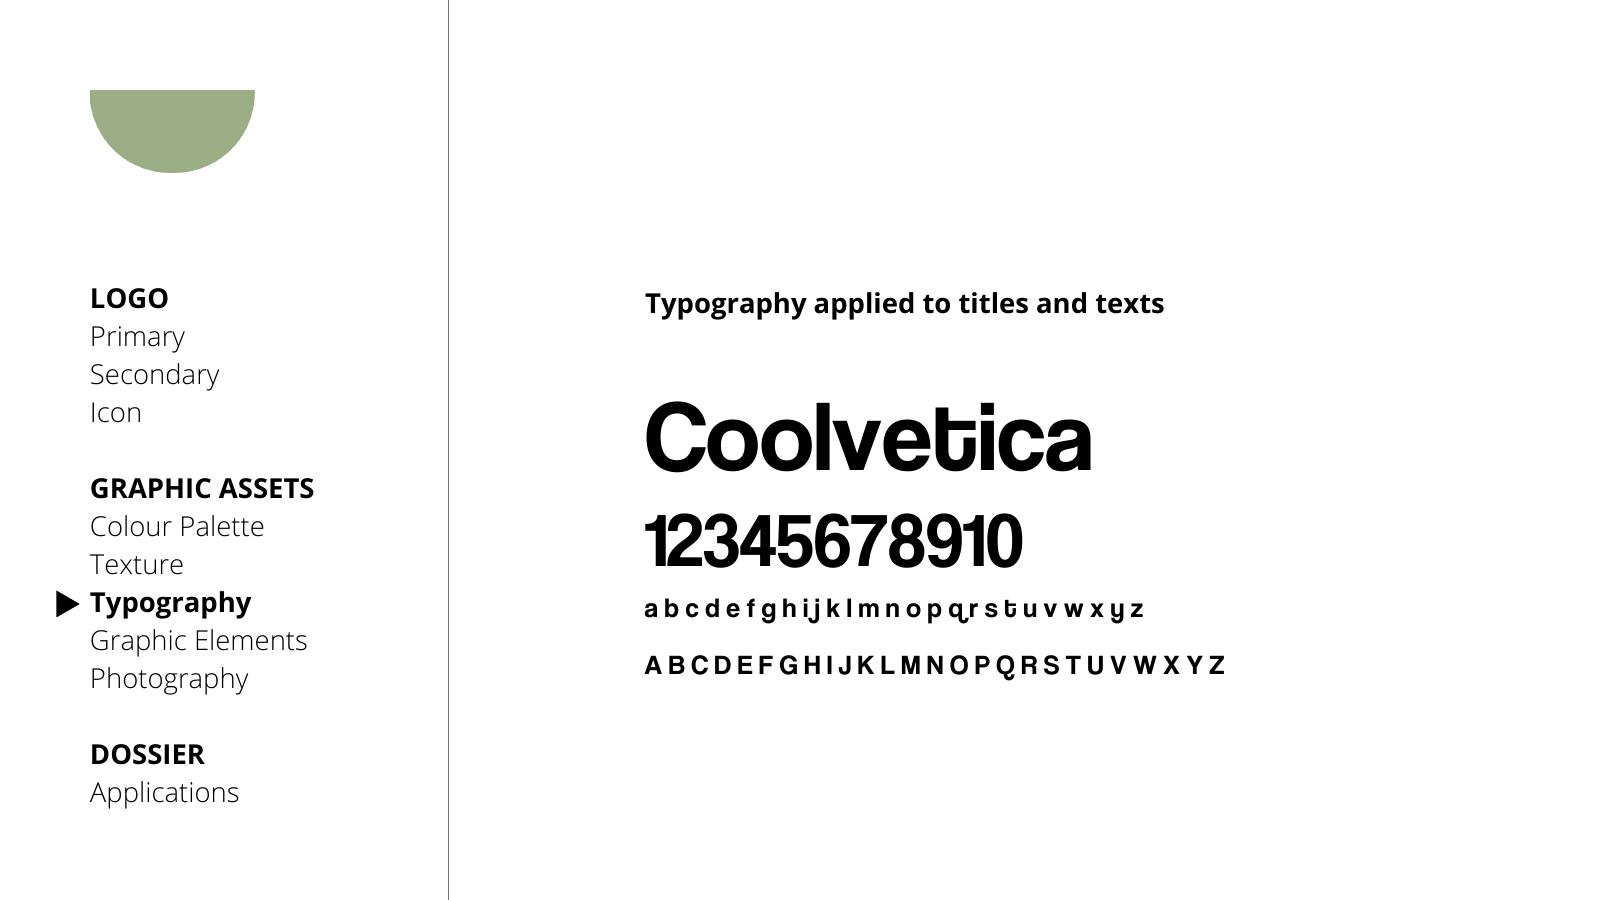 LOGO
Primary
Secondary
Icon
GRAPHIC ASSETS
Colour Palette
Texture
Typography
Graphic Elements
Photography
DOSSIER
Applications
Typography applied to titles and texts
Coolvetica
12345678910
a b c d e f g h i j k l m n o p q r s t u v w x y z
A B C D E F G H I J K L M N O P Q R S T U V W X Y Z